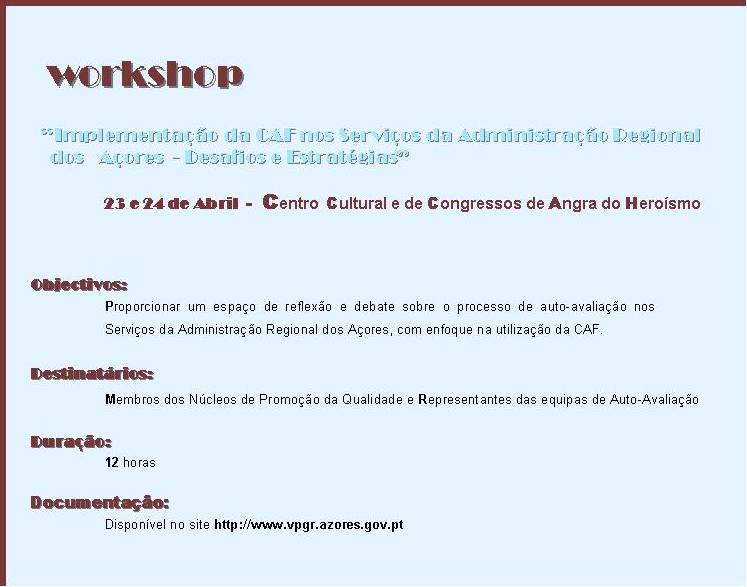 workshop
"Implementação da CAF nos Serviços da Administração Regional
dos Açores - Desafios e Estratégias"
23 e 24 de Abril - Centro Cultural e de Congressos de Angra do Heroísmo
Objectivos:
Proporcionar um espaço de reflexão e debate sobre o processo de auto-avaliação nos
Serviços da Administração Regional dos Açores, com enfoque na utilização da CAF.
Destinatários:
Membros dos Núcleos de Promoção da Qualidade e Representantes das equipas de Auto-Avaliação
Duração:
12 horas
Documentação:
Disponível no site http://www.vpgr.azores.gov.pt